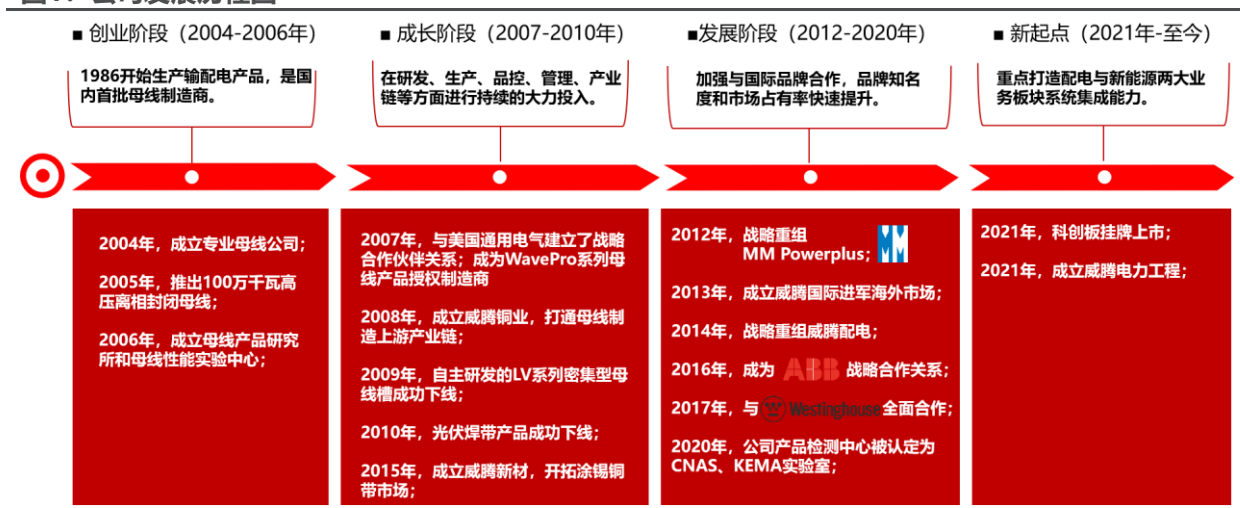 ■ 创业阶段（2004-2006年）
1986开始生产输配电产品，是国
内首批母线制造商。
2004年，成立专业母线公司；
2005年，推出100万千瓦高
压离相封闭母线；
2006年，成立母线产品研究
所和母线性能实验中心；
■ 成长阶段（2007-2010年）
在研发、生产、品控、管理、产业
链等方面进行持续的大力投入。
2007年，与美国通用电气建立了战略
合作伙伴关系；成为WavePro系列母
线产品授权制造商
2008年，成立威腾铜业，打通母线制
造上游产业链；
2009年，自主研发的LV系列密集型母
线槽成功下线；
2010年，光伏焊带产品成功下线；
2015年，成立威腾新材，开拓涂锡铜
带市场；
■发展阶段（2012-2020年）
加强与国际品牌合作，品牌知名
度和市场占有率快速提升。
2012年，战略重组
MM Powerplus；
2013年，成立威腾国际进军海外市场；
2014年，战略重组威腾配电；
2016年，成为 ABB 战略合作关系；
2017年，与 Westinghouse 全面合作；
2020年，公司产品检测中心被认定为
CNAS、KEMA实验室；
■ 新起点（2021年-至今）
重点打造配电与新能源两大业
务板块系统集成能力。
2021年，科创板挂牌上市；
2021年，成立威腾电力工程；